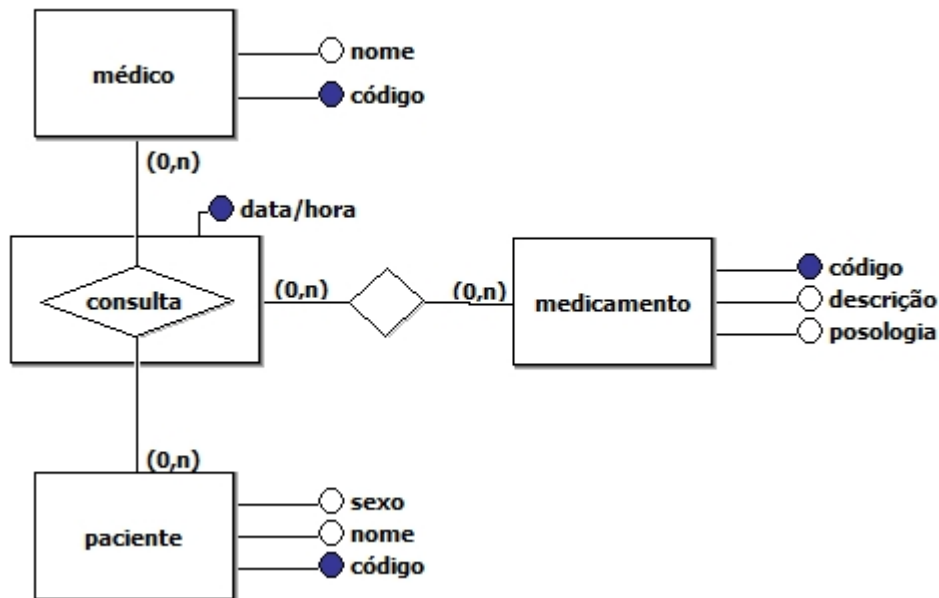 médico
nome
código
(0,n)
data/hora
consulta
(0,n)
(0,n)
medicamento
código
descrição
posologia
(0,n)
paciente
sexo
nome
código